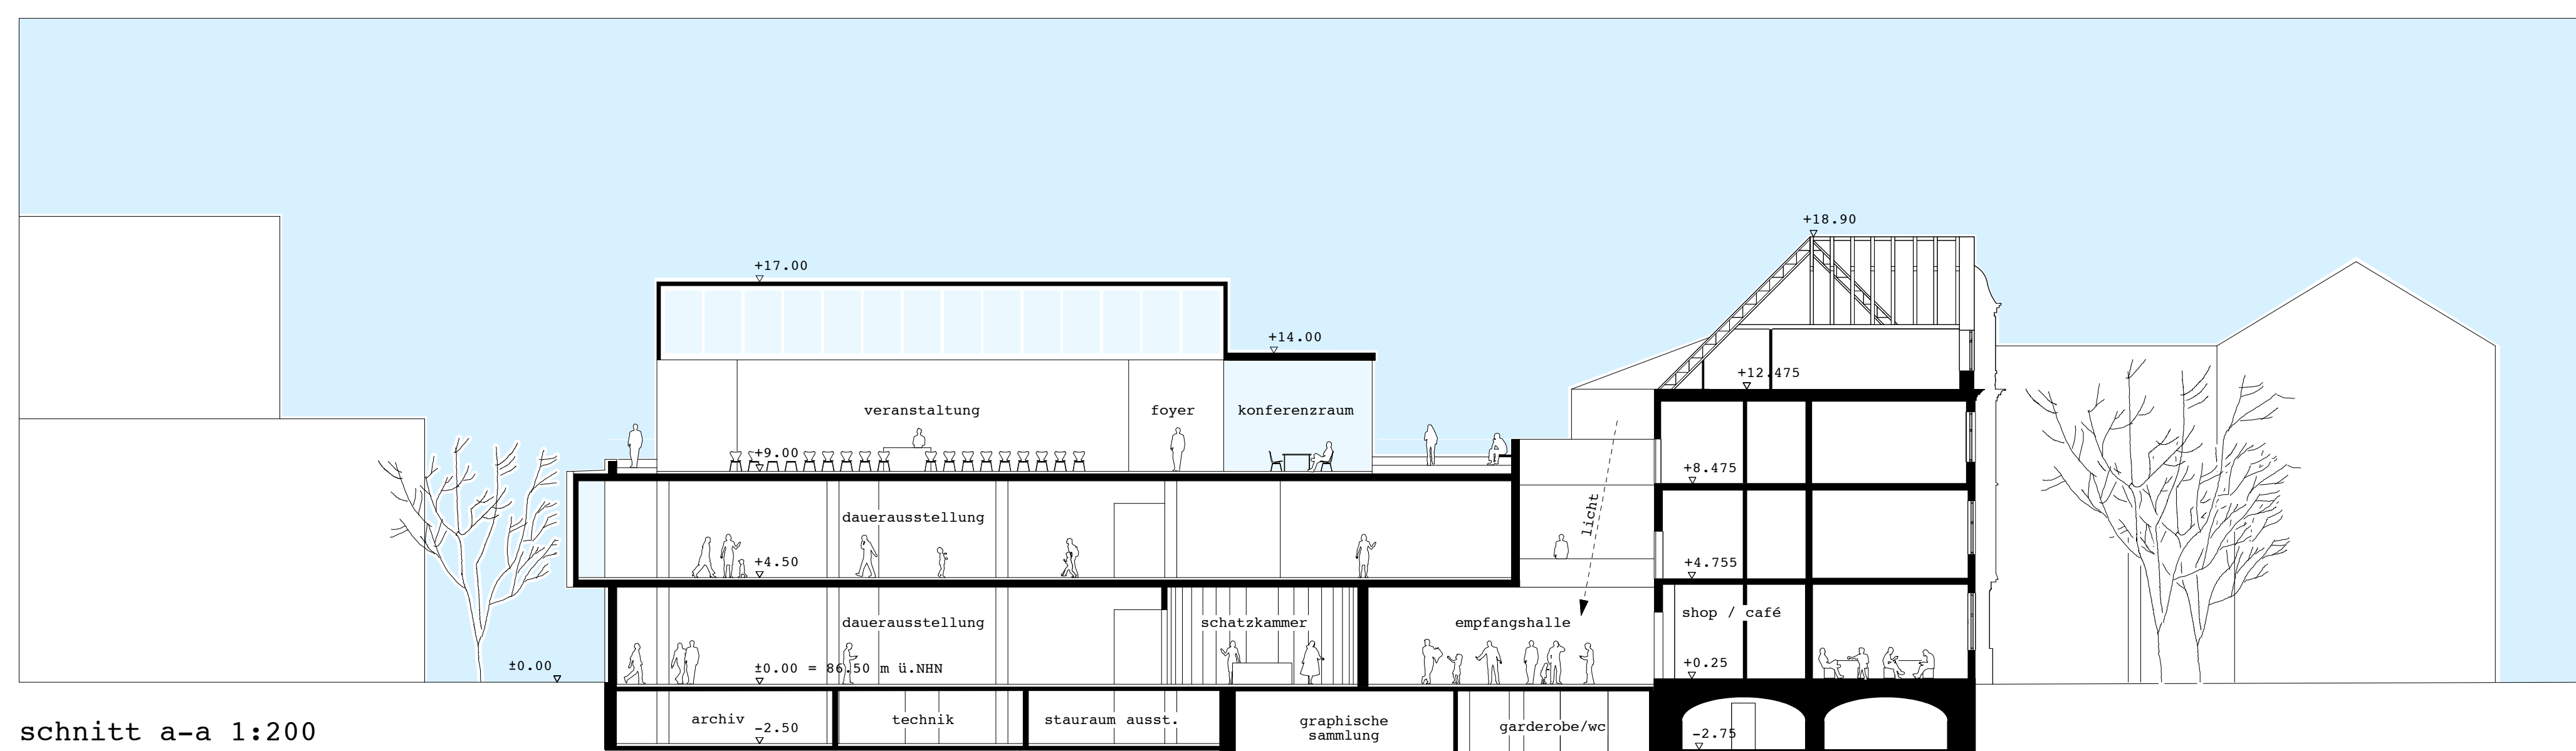 +18.90
+17.00
+14.00
+12.475
veranstaltung
foyer
konferenzraum
+9.00
+8.475
licht
dauerausstellung
+4.50
+4.755
dauerausstellung
schatzkammer
empfangshalle
shop / café
±0.00
±0.00 = 86.50 m ü.NHN
+0.25
archiv
technik
stauraum ausst.
graphische
sammlung
garderobe/wc
-2.50
-2.75
schnitt a-a 1:200